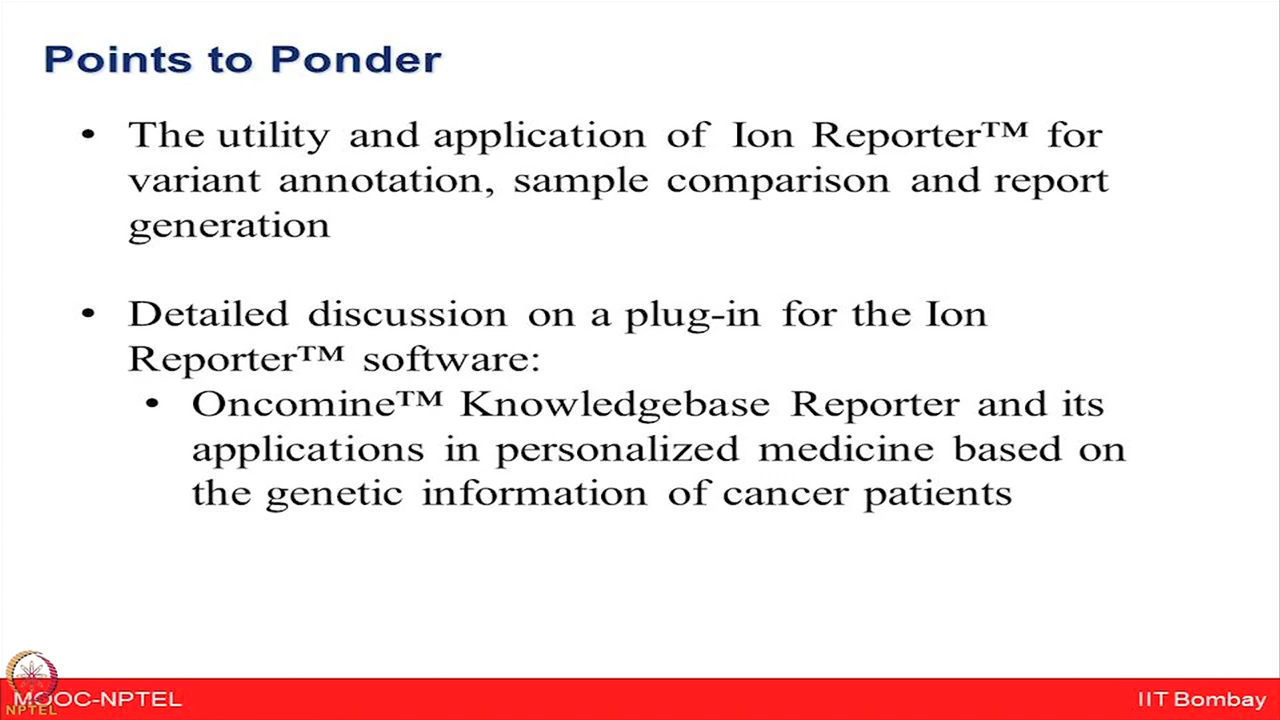 Points to Ponder
• The utility and application of Ion Reporter™ for
variant annotation, sample comparison and report
generation
• Detailed discussion on a plug-in for the Ion
Reporter™ software:
• Oncomine™ Knowledgebase Reporter and its
applications in personalized medicine based on
the genetic information of cancer patients
MOOC-NPTEL
NPTEL
IIT Bombay